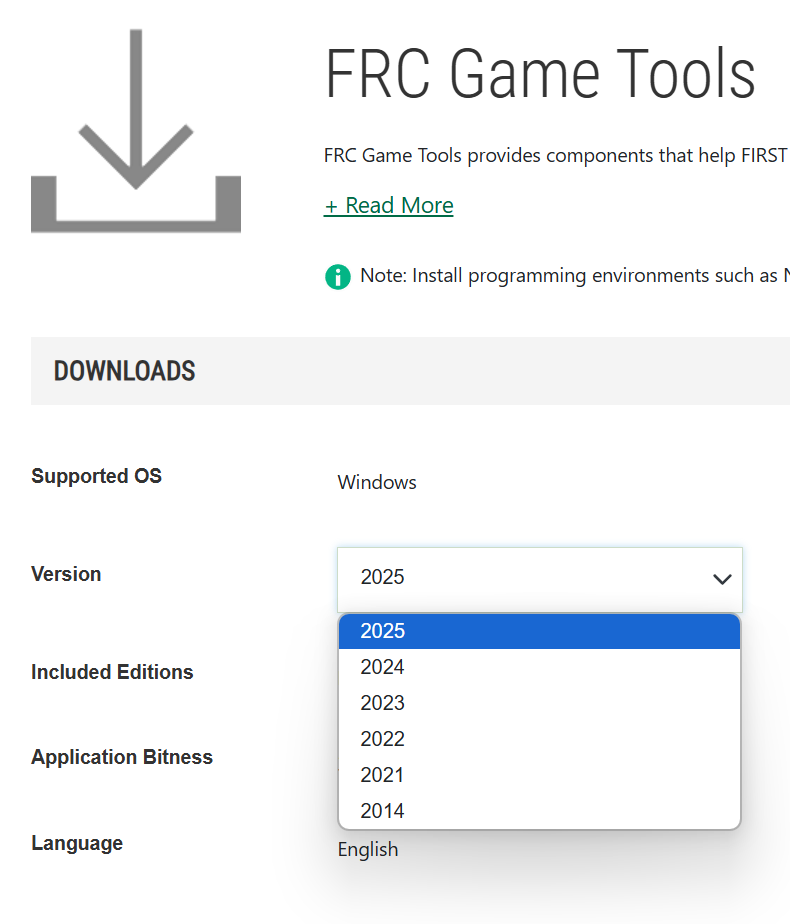 FRC Game Tools
FRC Game Tools provides components that help FIRST
+ Read More
Note: Install programming environments such as
DOWNLOADS
Supported OS
Windows
Version
2025
2025
2024
2023
2022
2021
2014
Included Editions
Application Bitness
Language
English